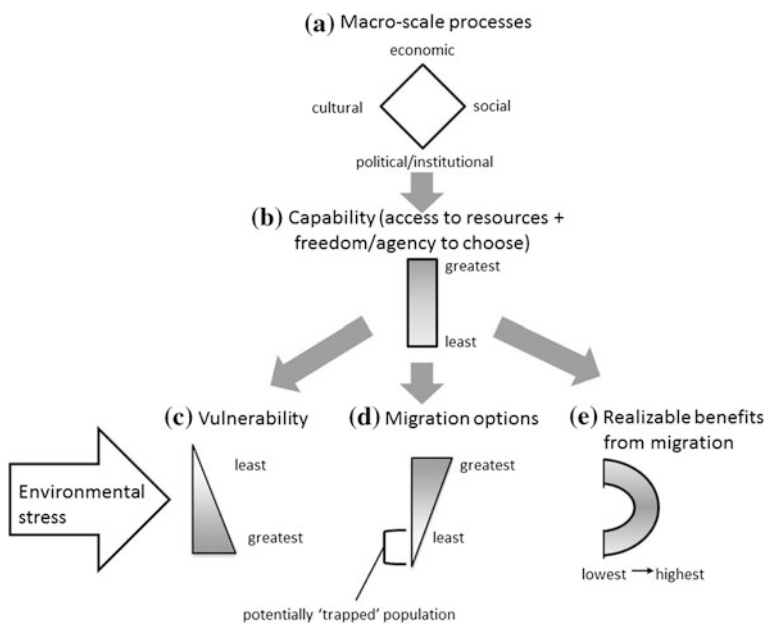 (a) Macro-scale processes
economic
cultural
social
political/institutional
(b) Capability (access to resources +
freedom/agency to choose)
greatest
least
(c) Vulnerability
least
greatest
(d) Migration options
greatest
least
potentially 'trapped' population
(e) Realizable benefits
from migration
lowest → highest
Environmental
stress